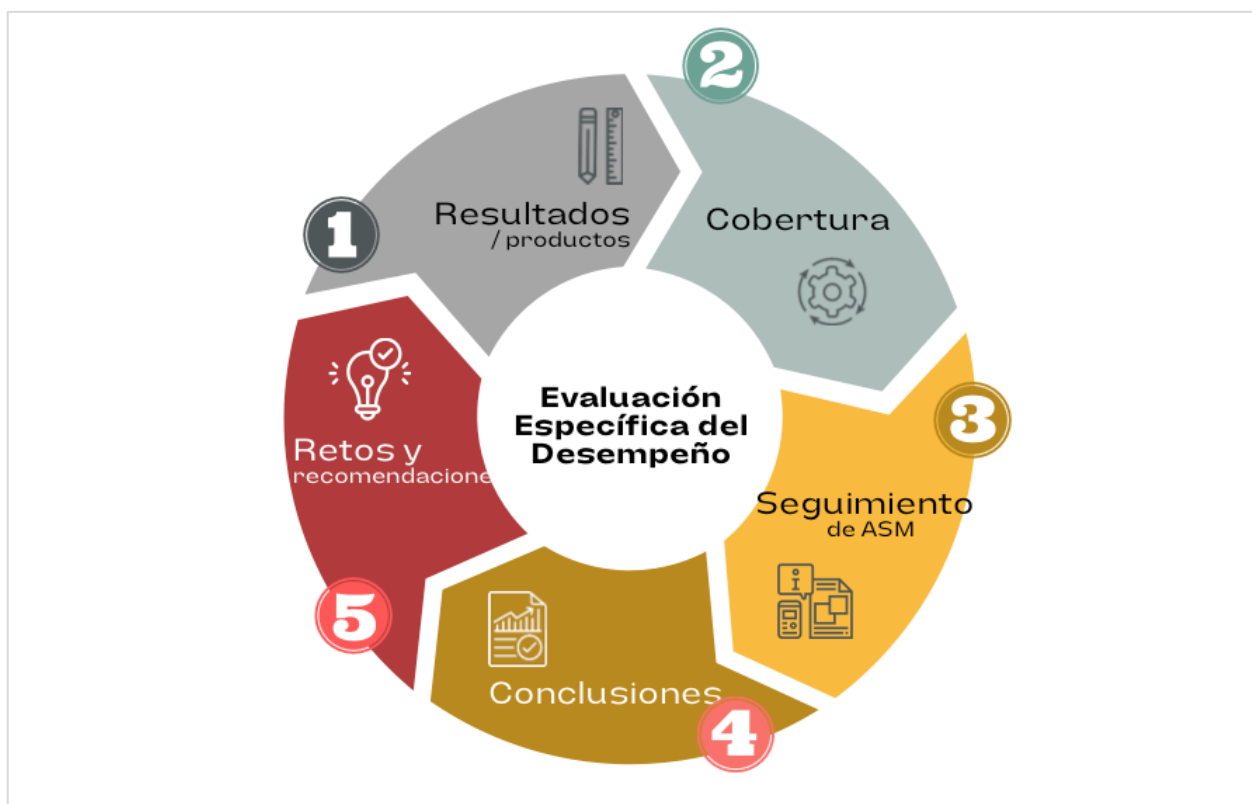 1
Resultados
/ productos
2
Cobertura
3
Seguimiento
de ASM
i
4
Conclusiones
5
Retos y
recomendacione
Evaluación
Específica del
Desempeño